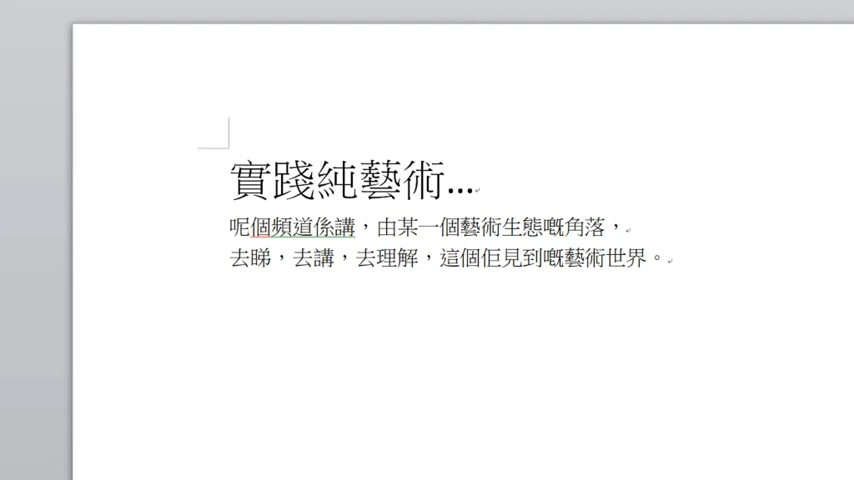 實踐純藝術...
呢個頻道係講，由某一個藝術生態嘅角落，
去睇，去講，去理解，這個佢見到嘅藝術世界。